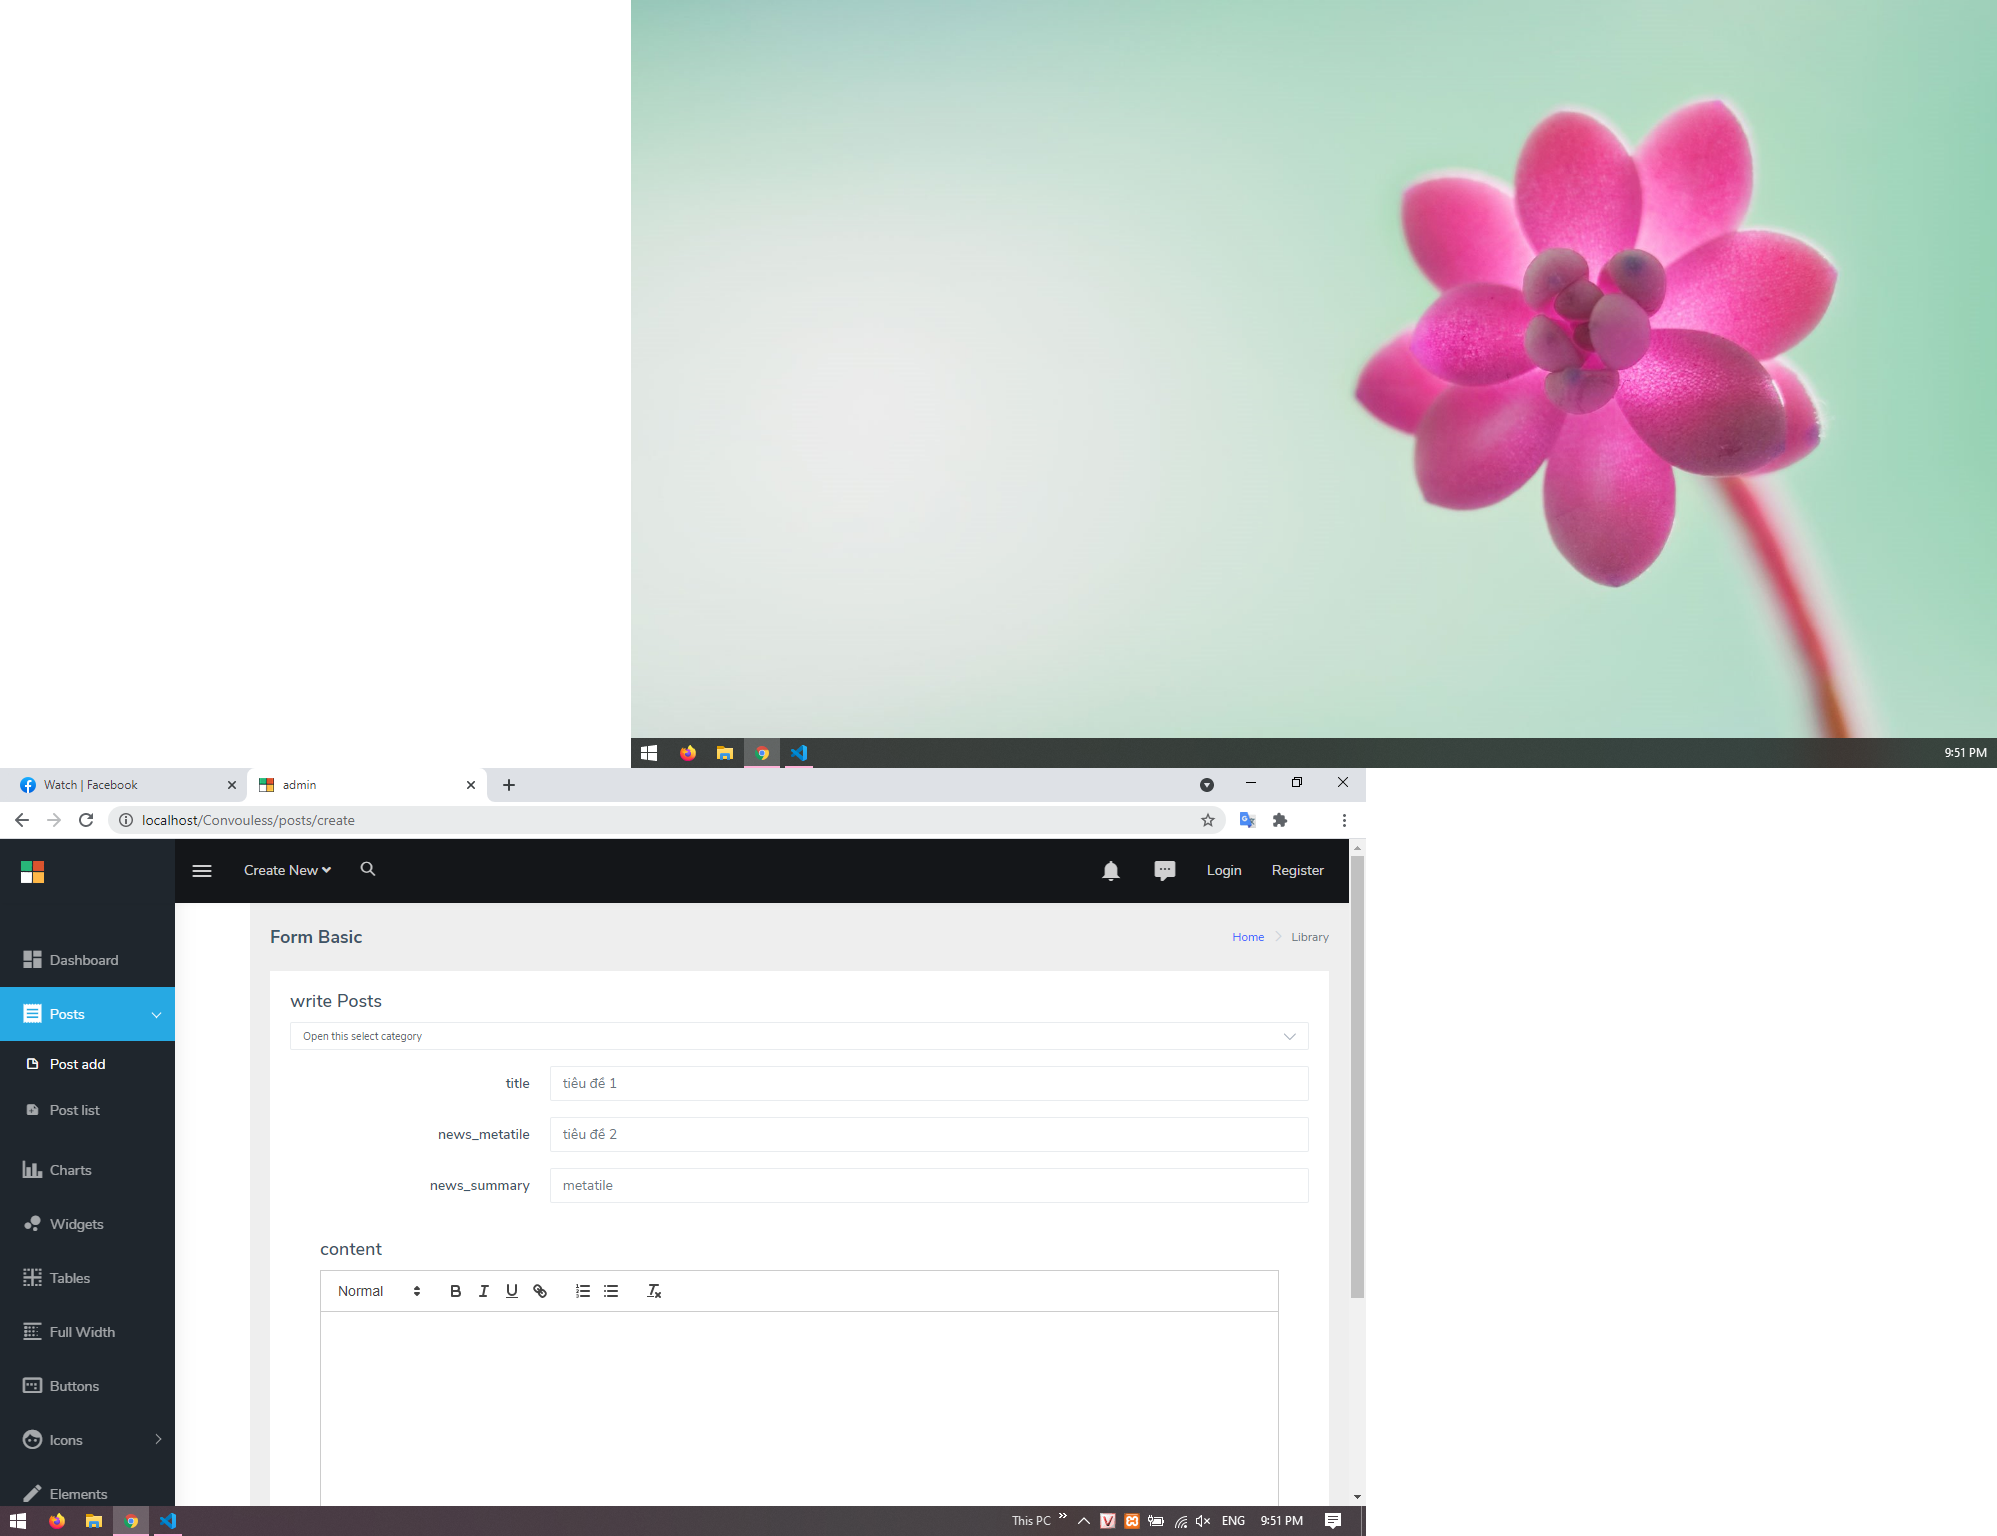 9:51 PM
Watch | Facebook
admin
localhost/Convouless/posts/create
Create New
Login
Register
Form Basic
Home
Library
Dashboard
Posts
Post add
Post list
Charts
Widgets
Tables
Full Width
Buttons
Icons
Elements
write Posts
Open this select category
title
tiêu đề 1
news_metatile
tiêu đề 2
news_summary
metatile
content
Normal
This PC
ENG
9:51 PM